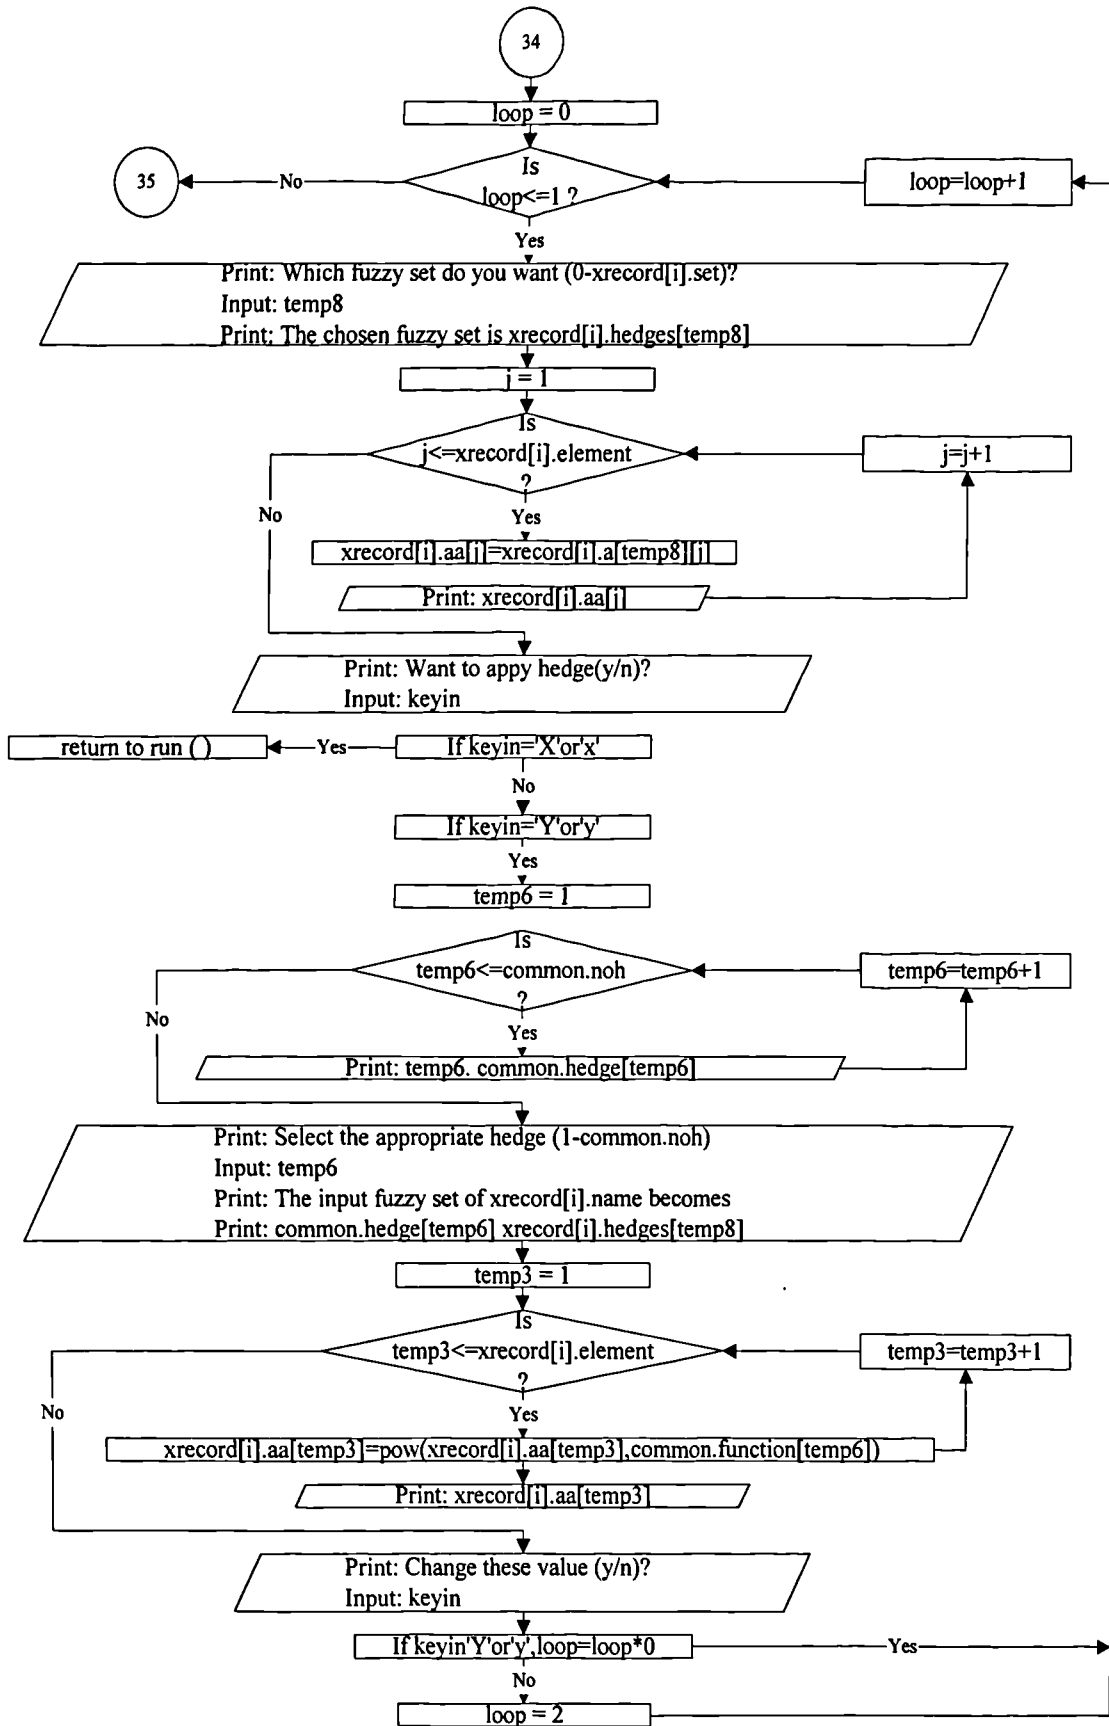 34
loop = 0
Is
loop<=1 ?
No
35
loop=loop+1
Yes
Print: Which fuzzy set do you want (0-xrecord[i].set)?
Input: temp8
Print: The chosen fuzzy set is xrecord[i].hedges[temp8]
j = 1
Is
j<=xrecord[i].element
?
j=j+1
No
Yes
xrecord[i].aa[j]=xrecord[i].a[temp8][j]
Print: xrecord[i].aa[j]
Print: Want to appy hedge(y/n)?
Input: keyin
return to run ()
Yes
If keyin='X'or'x'
No
If keyin='Y'or'y'
Yes
temp6 = 1
Is
temp6<=common.noh
?
temp6=temp6+1
No
Yes
Print: temp6. common.hedge[temp6]
Print: Select the appropriate hedge (1-common.noh)
Input: temp6
Print: The input fuzzy set of xrecord[i].name becomes
Print: common.hedge[temp6] xrecord[i].hedges[temp8]
temp3 = 1
Is
temp3<=xrecord[i].element
?
temp3=temp3+1
No
Yes
xrecord[i].aa[temp3]=pow(xrecord[i].aa[temp3],common.function[temp6])
Print: xrecord[i].aa[temp3]
Print: Change these value (y/n)?
Input: keyin
If keyin'Y'or'y',loop=loop*0
Yes
No
loop = 2